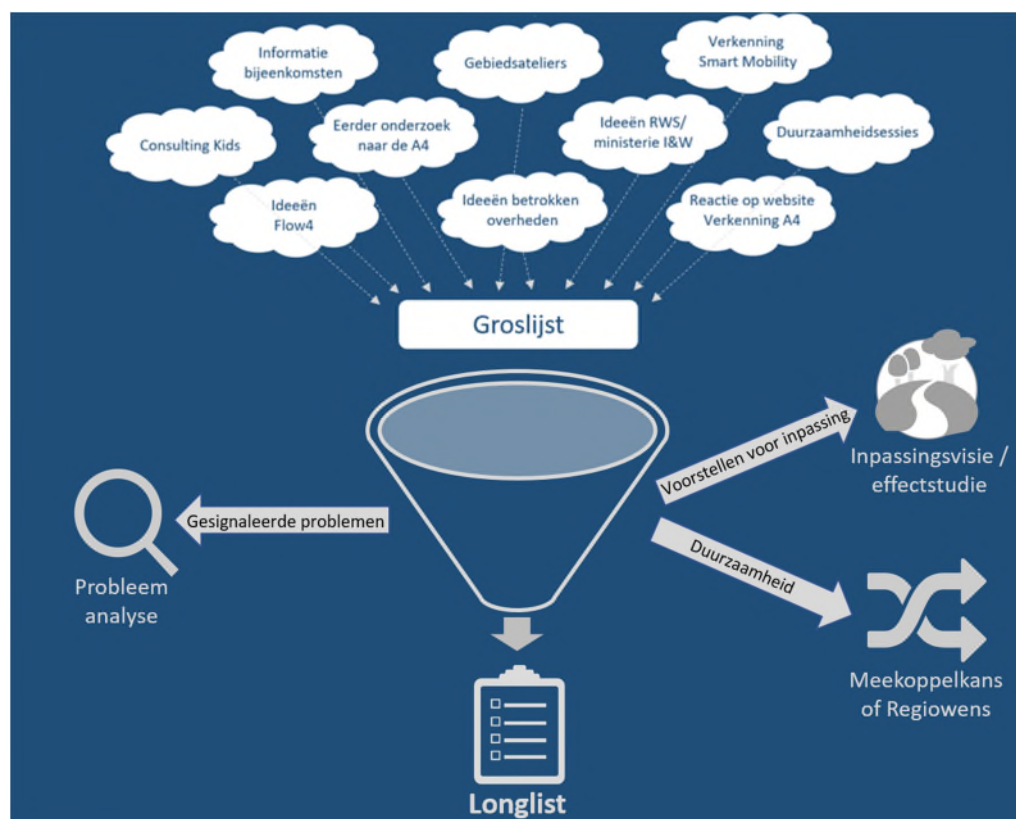 Informatie
bijeenkomsten
Gebiedsateliers
Verkenning
Smart Mobility
Consulting Kids
Eerder onderzoek
naar de A4
Ideeën RWS/
ministerie I&W
Duurzaamheidsessies
Ideeën
Flow4
Ideeën betrokken
overheden
Reactie op website
Verkenning A4
Groslijst
Voorstellen voor inpassing
Inpassingsvisie /
effectstudie
Gesignaleerde problemen
Probleem
analyse
Duurzaamheid
Meekoppelkans
of Regiowens
Longlist